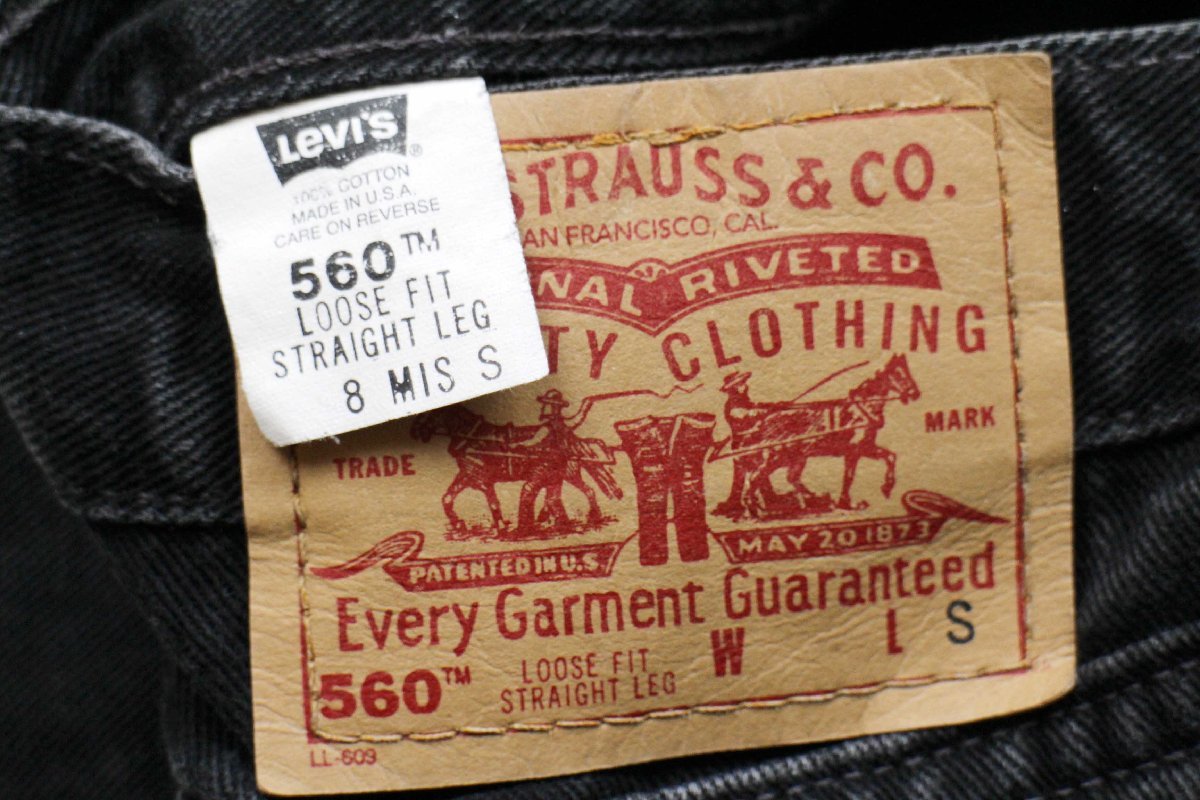 LEVI'S ®
100% COTTON
MADE IN U.S.A.
CARE ON REVERSE
560™
LOOSE FIT
STRAIGHT LEG
8 MIS S
STRAUSS & CO.
AN FRANCISCO, CAL.
NAL RIVETED
TY CLOTHING
TRADE MARK
PATENTED IN U.S. MAY 20 1873
Every Garment Guaranteed
560™ LOOSE FIT
STRAIGHT LEG W L S
LL-609